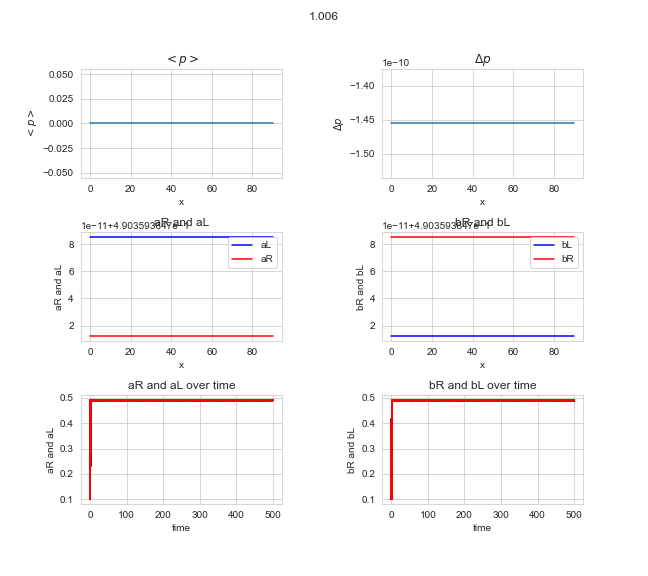 1.006
< p >
Δp
1e−10
0.050
0.025
0.000
−0.025
−0.050
< p >
0 20 40 60 80
x
−1.40
−1.45
−1.50
Δp
0 20 40 60 80
x
aR and aL
1e−11+4.903593847e−1
8
6
4
2
aR and aL
aL
aR
0 20 40 60 80
x
bR and bL
1e−11+4.903593847e−1
8
6
4
2
bR and bL
bL
bR
0 20 40 60 80
x
aR and aL over time
0.5
0.4
0.3
0.2
0.1
aR and aL
0 100 200 300 400 500
time
bR and bL over time
0.5
0.4
0.3
0.2
0.1
bR and bL
0 100 200 300 400 500
time